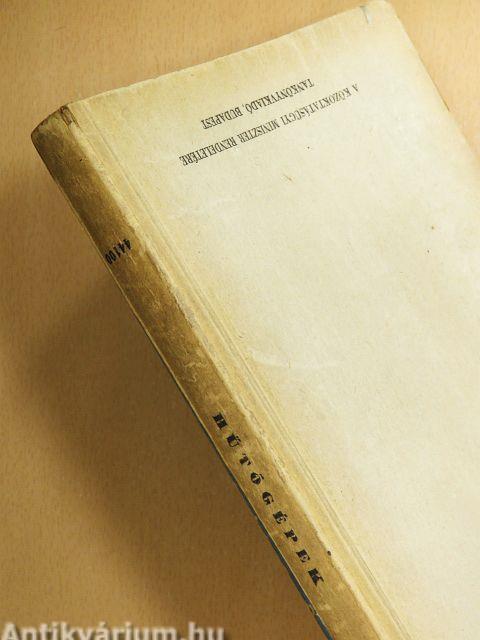 A KÖZOKTATÁSÜGYI MINISZTER RENDELETÉRE
TANKÖNYVKIADÓ, BUDAPEST
44100
HŰTŐGÉPEK
Antikvárium.hu